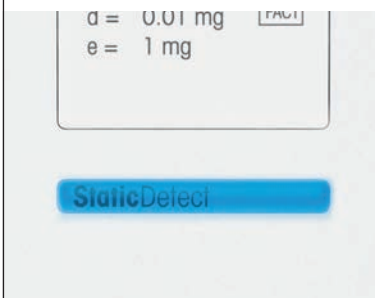 d = 0.01 mg FACT
e = 1 mg
StaticDetect